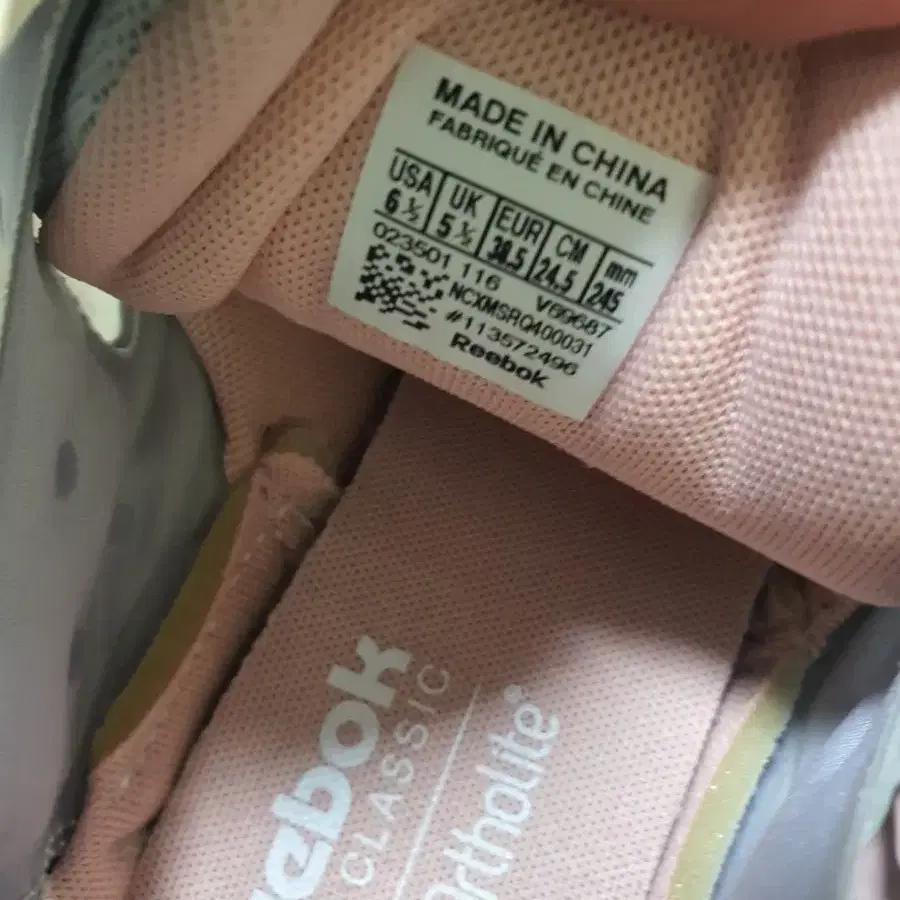 MADE IN CHINA
FABRIQUÉ EN CHINE
USA UK EUR CM mm
6 ½ 5 ½ 38.5 24.5 245
023501 116 V69687
NCXMSRQ400031
#113572496
Reebok
ebok
CLASSIC
Ortholite®